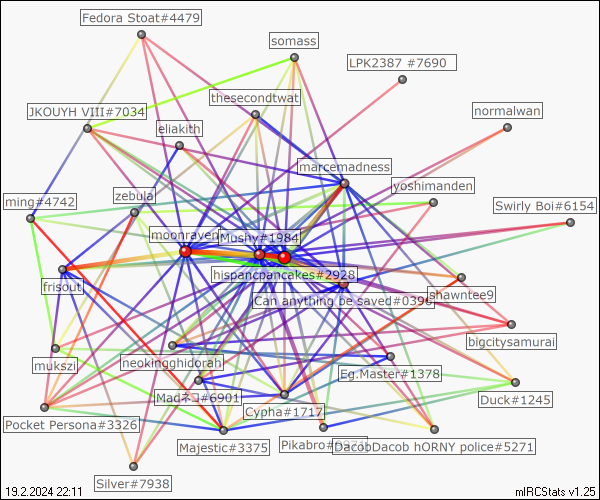 Fedora Stoat#4479
somass
LPK2387 #7690
thesecondtwat
JKOUYH VIII#7034
normalwan
eliakith
marcemadness
yoshimanden
zebula
ming#4742
Swirly Boi#6154
moonraven
Mushy#1984
hispancpancakes#2928
frisout
shawntee9
Can anything be saved#0396
bigcitysamurai
mukszi
neokingghidorah
Eg.Master#1378
Madネコ#6901
Duck#1245
Cypha#1717
Pocket Persona#3326
Majestic#3375
Pikabro
DacobDacob hORNY police#5271
Silver#7938
19.2.2024 22:11
mIRCStats v1.25